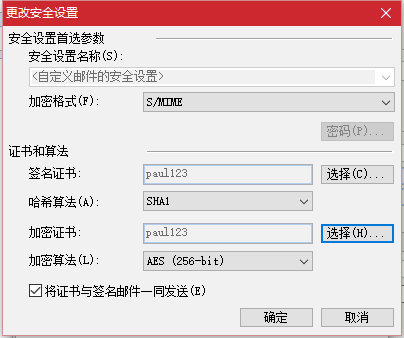 更改安全设置
安全设置首选参数
安全设置名称(S):
<自定义邮件的安全设置>
加密格式(F): S/MIME
密码(P)...
证书和算法
签名证书: paul123 选择(C)...
哈希算法(A): SHA1
加密证书: paul123 选择(H)...
加密算法(L): AES (256-bit)
将证书与签名邮件一同发送(E)
确定 取消